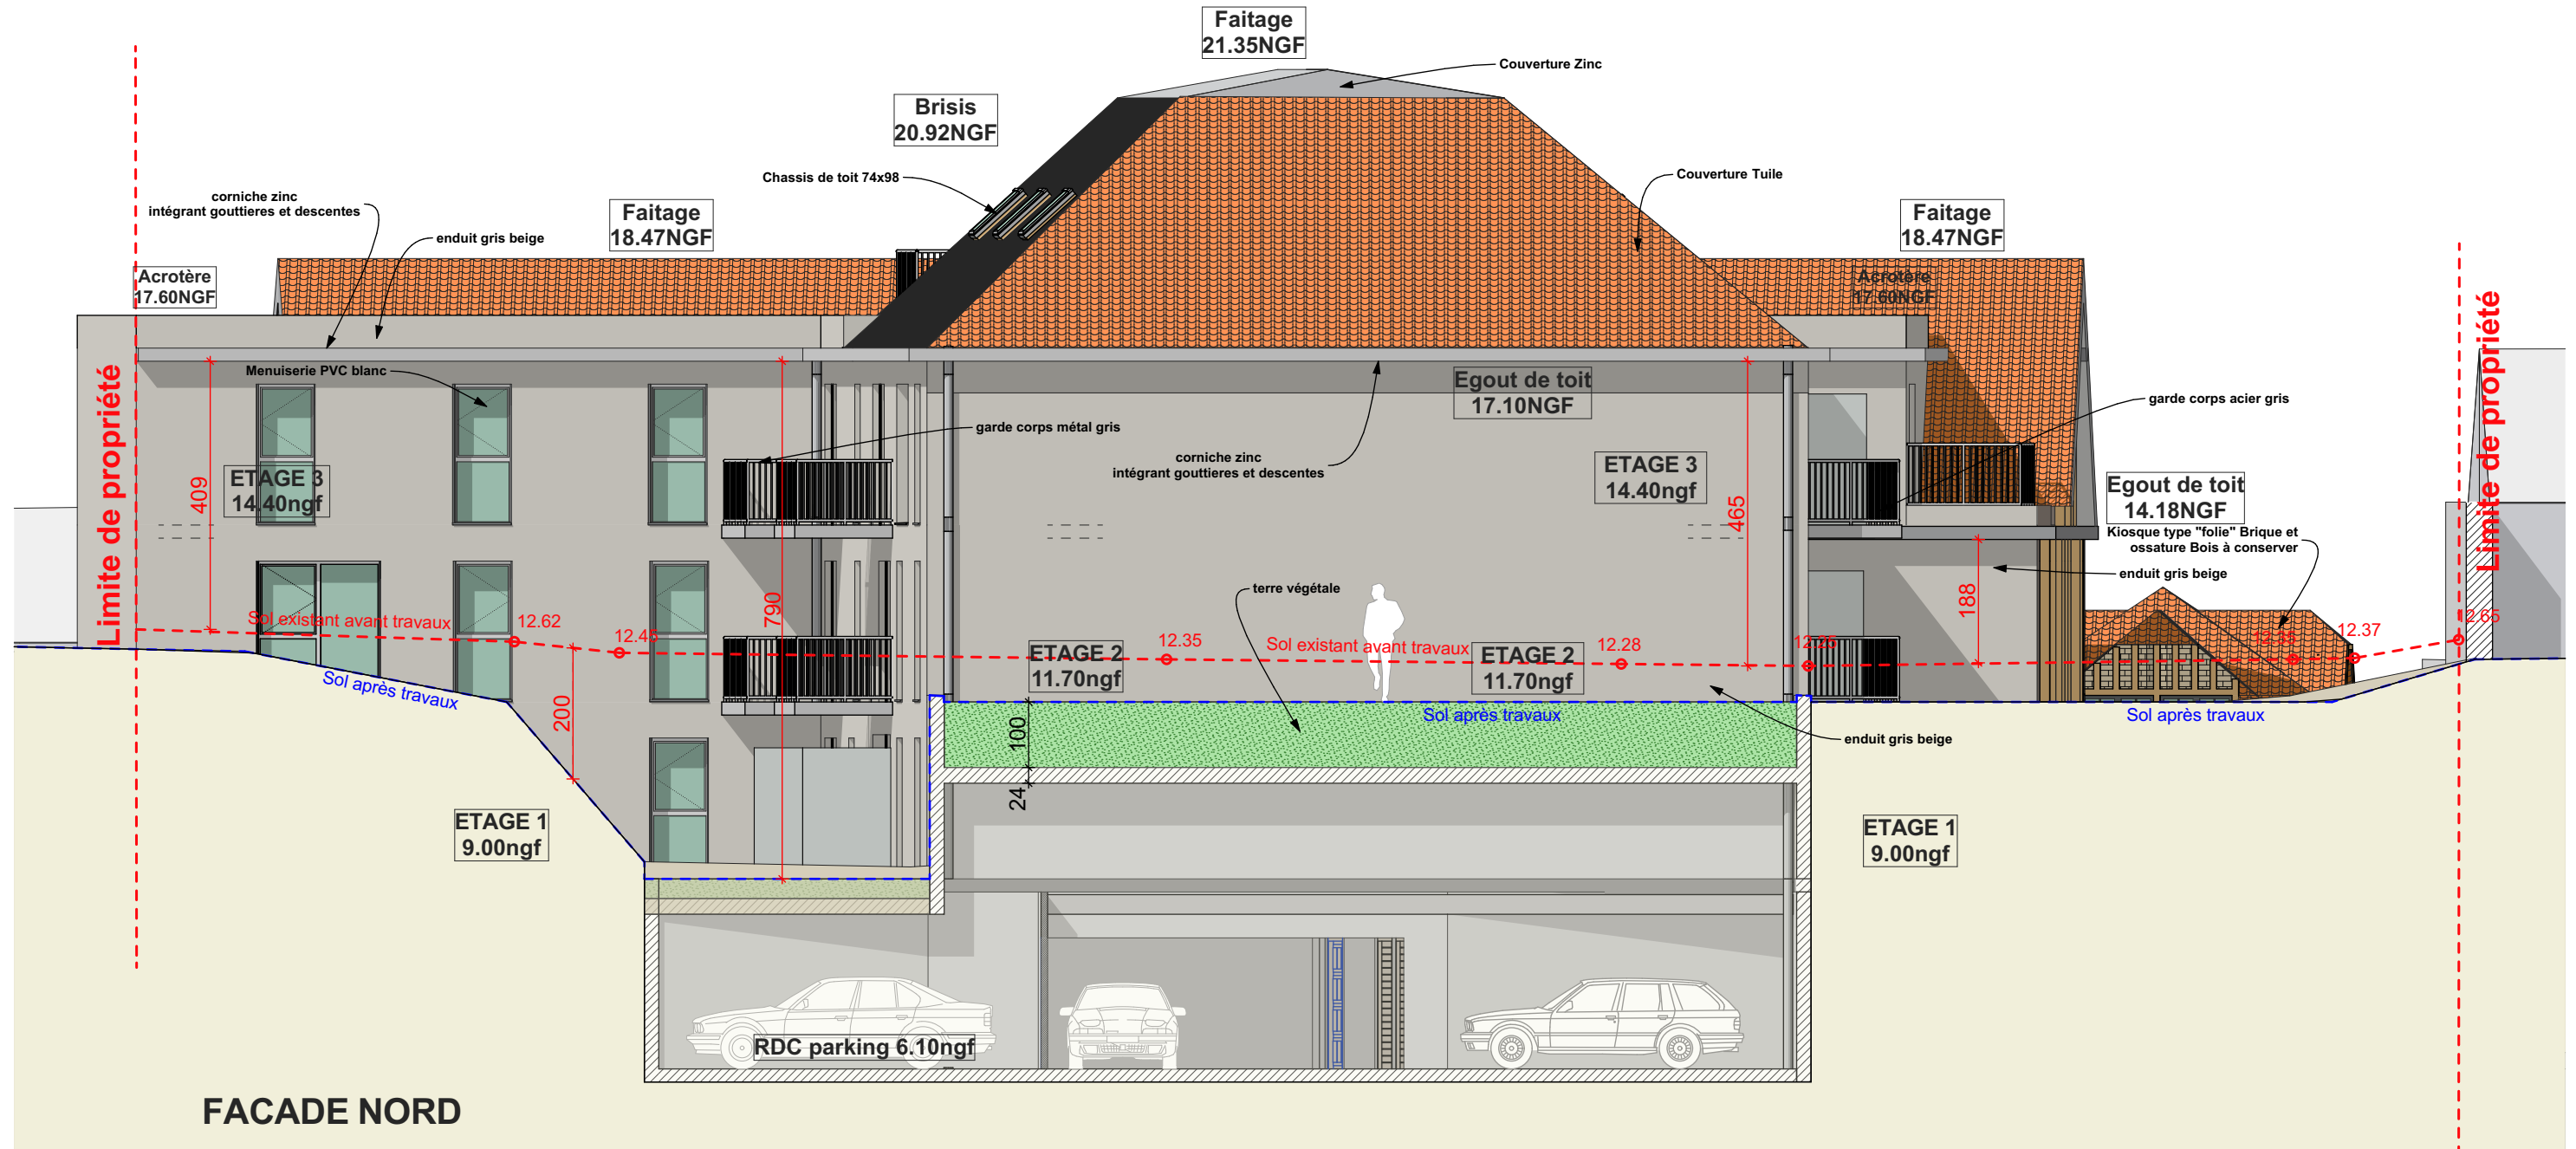 Faitage
21.35NGF
Couverture Zinc
Brisis
20.92NGF
Chassis de toit 74x98
Couverture Tuile
corniche zinc
intégrant gouttieres et descentes
enduit gris beige
Faitage
18.47NGF
Faitage
18.47NGF
Acrotère
17.60NGF
Acrotère
17.60NGF
Limite de propriété
Limite de propriété
Menuiserie PVC blanc
Egout de toit
17.10NGF
garde corps acier gris
garde corps métal gris
corniche zinc
intégrant gouttieres et descentes
ETAGE 3
14.40ngf
409
ETAGE 3
14.40ngf
465
Egout de toit
14.18NGF
Kiosque type "folie" Brique et
ossature Bois à conserver
enduit gris beige
terre végétale
188
790
Sol existant avant travaux
12.62
12.45
12.35
Sol existant avant travaux
12.28
12.25
12.35
12.37
12.65
ETAGE 2
11.70ngf
ETAGE 2
11.70ngf
Sol après travaux
200
100
Sol après travaux
Sol après travaux
enduit gris beige
24
ETAGE 1
9.00ngf
ETAGE 1
9.00ngf
RDC parking 6.10ngf
FACADE NORD